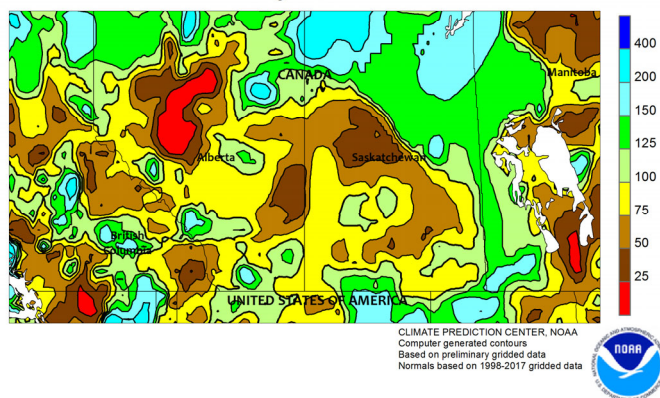 CANADA
Manitoba
Alberta
Saskatchewan
British
Columbia
UNITED STATES OF AMERICA
400
200
150
125
100
75
50
25
CLIMATE PREDICTION CENTER, NOAA
Computer generated contours
Based on preliminary gridded data
Normals based on 1998-2017 gridded data
NOAA